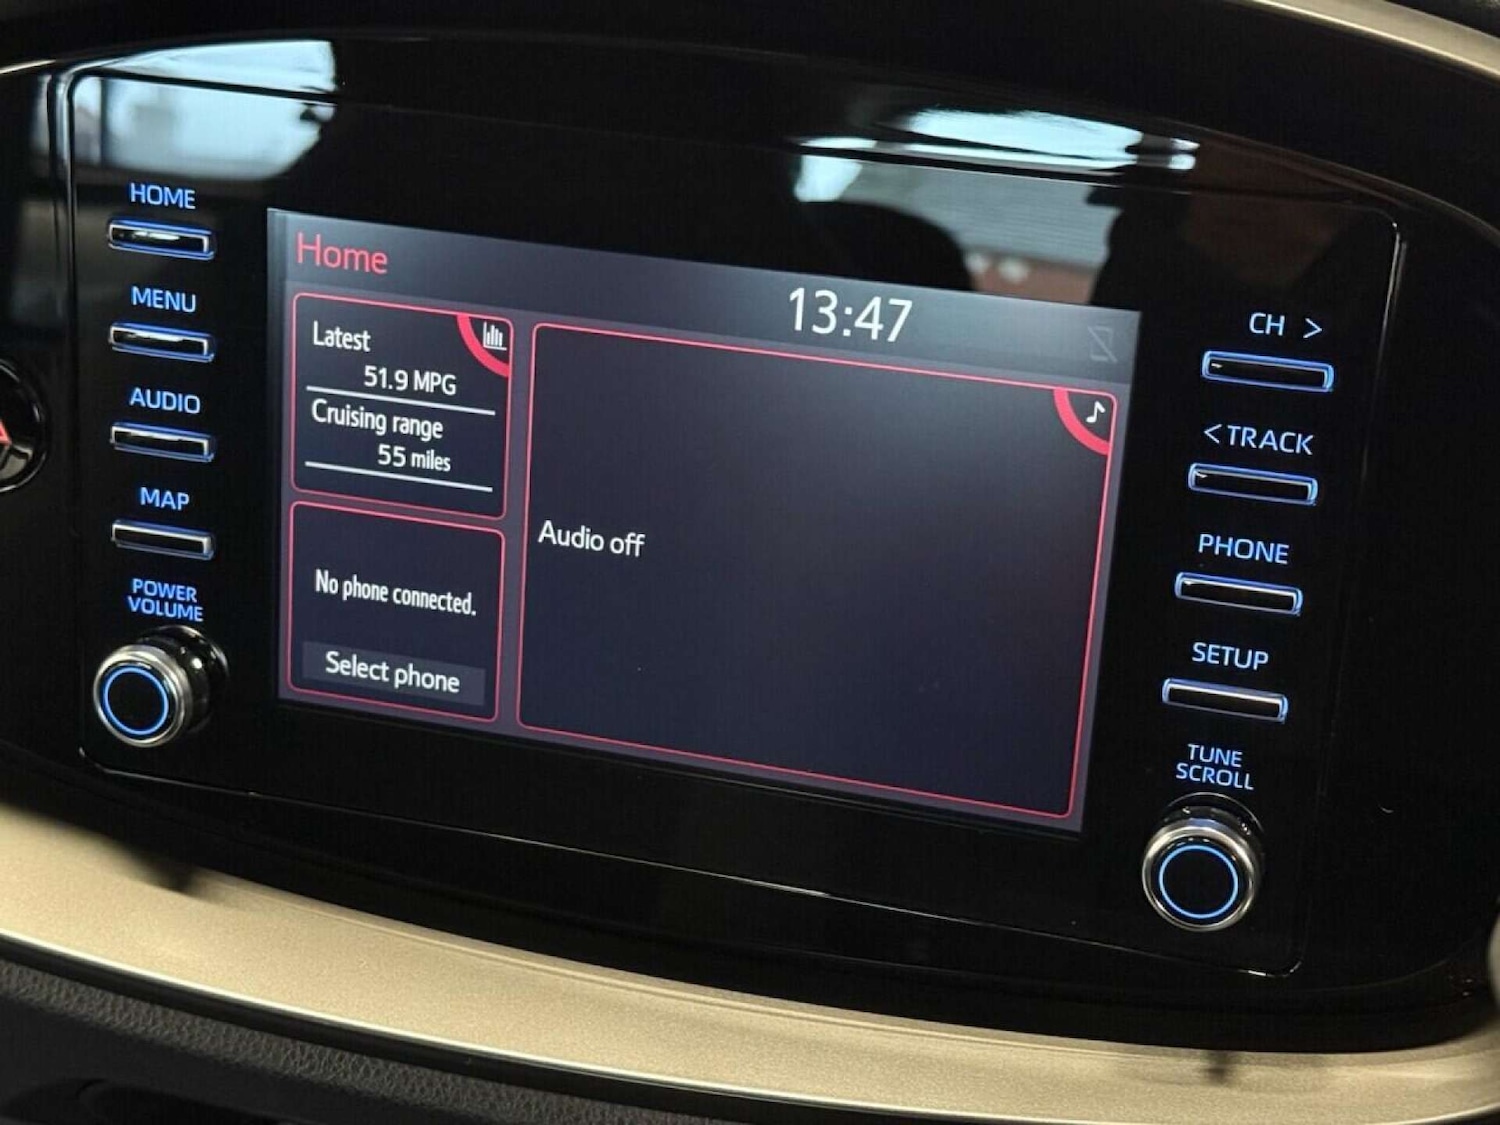 HOME
MENU
AUDIO
MAP
POWER
VOLUME
Home
13:47
Latest
51.9 MPG
Cruising range
55 miles
No phone connected.
Select phone
Audio off
CH >
< TRACK
PHONE
SETUP
TUNE
SCROLL